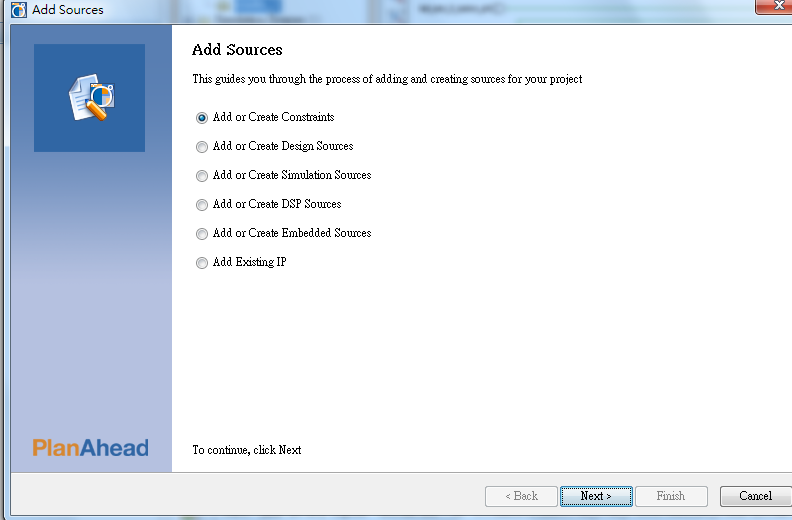 Add Sources
Add Sources
This guides you through the process of adding and creating sources for your project
Add or Create Constraints
Add or Create Design Sources
Add or Create Simulation Sources
Add or Create DSP Sources
Add or Create Embedded Sources
Add Existing IP
PlanAhead
To continue, click Next
< Back
Next >
Finish
Cancel